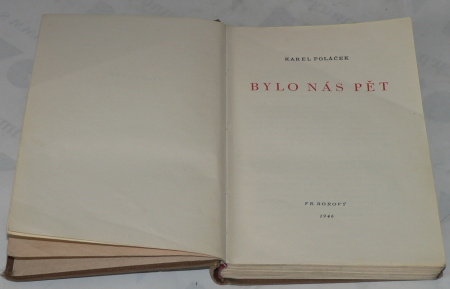 KAREL POLÁČEK
BYLO NÁS PĚT
FR. BOROVÝ
1946